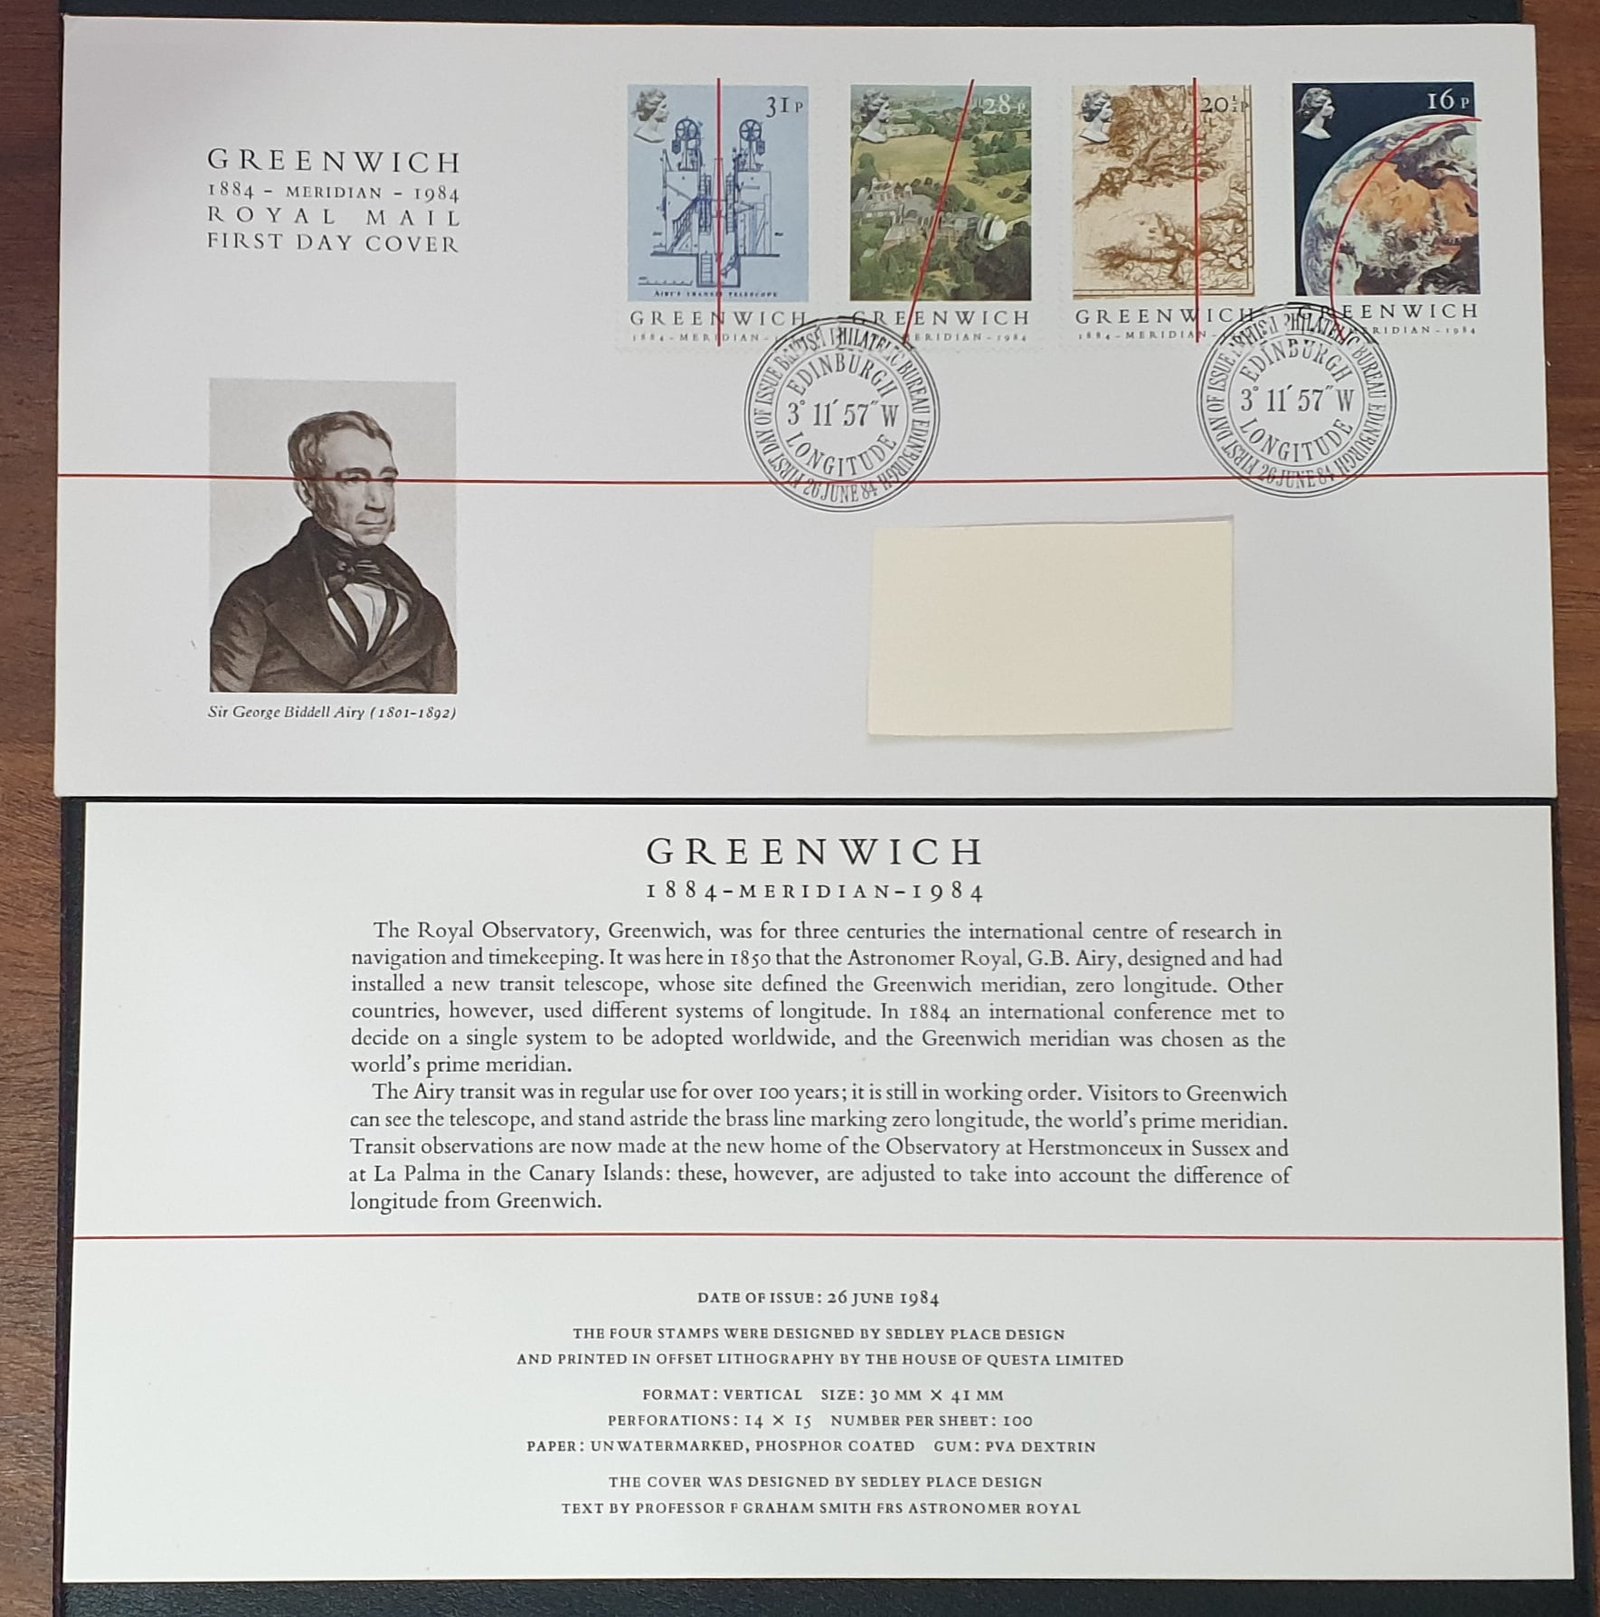 GREENWICH
1884 - MERIDIAN - 1984
ROYAL MAIL
FIRST DAY COVER
31P
AIRY'S TRANSIT TELESCOPE
GREENWICH
1884-MERIDIAN-
28P
GREENWICH
MERIDIAN-1984
20½P
GREENWICH
1884-MERIDIAN-
16P
GREENWICH
MERIDIAN-1984
FIRST DAY OF ISSUE BRITISH PHILATELIC BUREAU EDINBURGH
EDINBURGH
3° 11′ 57″ W
LONGITUDE
26 JUNE 84
FIRST DAY OF ISSUE BRITISH PHILATELIC BUREAU EDINBURGH
EDINBURGH
3° 11′ 57″ W
LONGITUDE
26 JUNE 84
Sir George Biddell Airy (1801-1892)
GREENWICH
1884-MERIDIAN-1984
The Royal Observatory, Greenwich, was for three centuries the international centre of research in
navigation and timekeeping. It was here in 1850 that the Astronomer Royal, G.B. Airy, designed and had
installed a new transit telescope, whose site defined the Greenwich meridian, zero longitude. Other
countries, however, used different systems of longitude. In 1884 an international conference met to
decide on a single system to be adopted worldwide, and the Greenwich meridian was chosen as the
world's prime meridian.
The Airy transit was in regular use for over 100 years; it is still in working order. Visitors to Greenwich
can see the telescope, and stand astride the brass line marking zero longitude, the world's prime meridian.
Transit observations are now made at the new home of the Observatory at Herstmonceux in Sussex and
at La Palma in the Canary Islands: these, however, are adjusted to take into account the difference of
longitude from Greenwich.
DATE OF ISSUE: 26 JUNE 1984
THE FOUR STAMPS WERE DESIGNED BY SEDLEY PLACE DESIGN
AND PRINTED IN OFFSET LITHOGRAPHY BY THE HOUSE OF QUESTA LIMITED
FORMAT: VERTICAL SIZE: 30 MM X 41 MM
PERFORATIONS: 14 X 15 NUMBER PER SHEET: 100
PAPER: UNWATERMARKED, PHOSPHOR COATED GUM: PVA DEXTRIN
THE COVER WAS DESIGNED BY SEDLEY PLACE DESIGN
TEXT BY PROFESSOR F GRAHAM SMITH FRS ASTRONOMER ROYAL